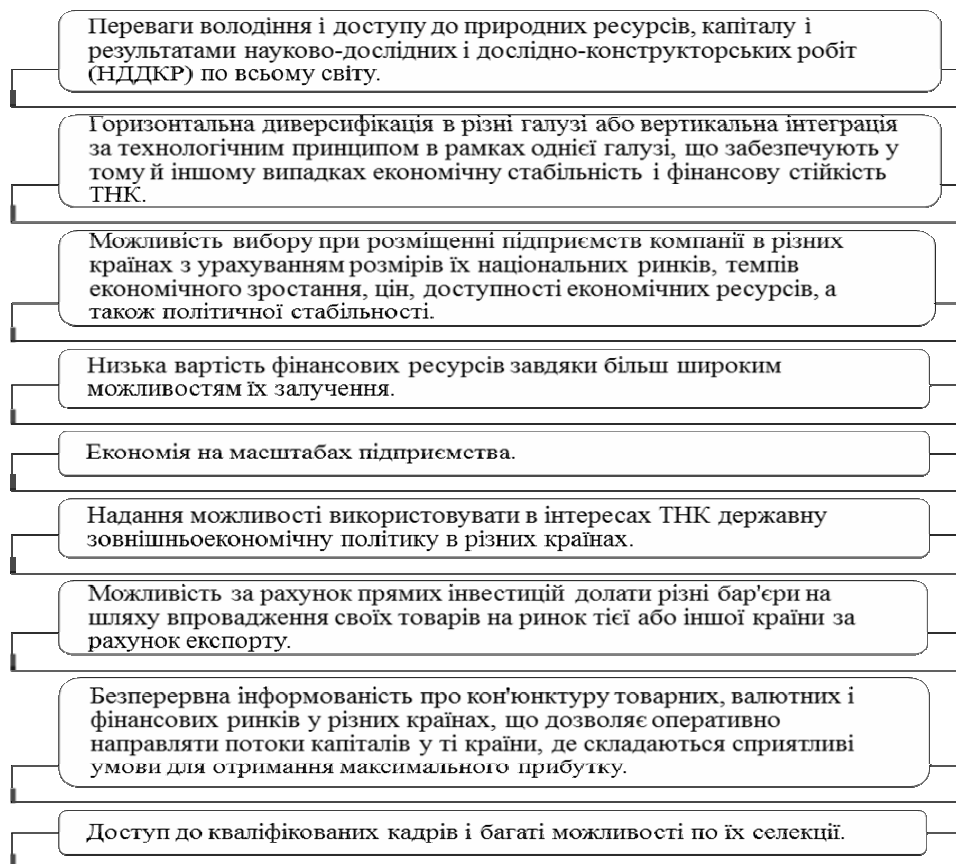 Переваги володіння і доступу до природних ресурсів, капіталу і
результатами науково-дослідних і дослідно-конструкторських робіт
(НДДКР) по всьому світу.
Горизонтальна диверсифікація в різні галузі або вертикальна інтеграція
за технологічним принципом в рамках однієї галузі, що забезпечують у
тому й іншому випадках економічну стабільність і фінансову стійкість
ТНК.
Можливість вибору при розміщенні підприємств компанії в різних
країнах з урахуванням розмірів їх національних ринків, темпів
економічного зростання, цін, доступності економічних ресурсів, а
також політичної стабільності.
Низька вартість фінансових ресурсів завдяки більш широким
можливостям їх залучення.
Економія на масштабах підприємства.
Надання можливості використовувати в інтересах ТНК державну
зовнішньоекономічну політику в різних країнах.
Можливість за рахунок прямих інвестицій долати різні бар'єри на
шляху впровадження своїх товарів на ринок тієї або іншої країни за
рахунок експорту.
Безперервна інформованість про кон'юнктуру товарних, валютних і
фінансових ринків у різних країнах, що дозволяє оперативно
направляти потоки капіталів у ті країни, де складаються сприятливі
умови для отримання максимального прибутку.
Доступ до кваліфікованих кадрів і багаті можливості по їх селекції.